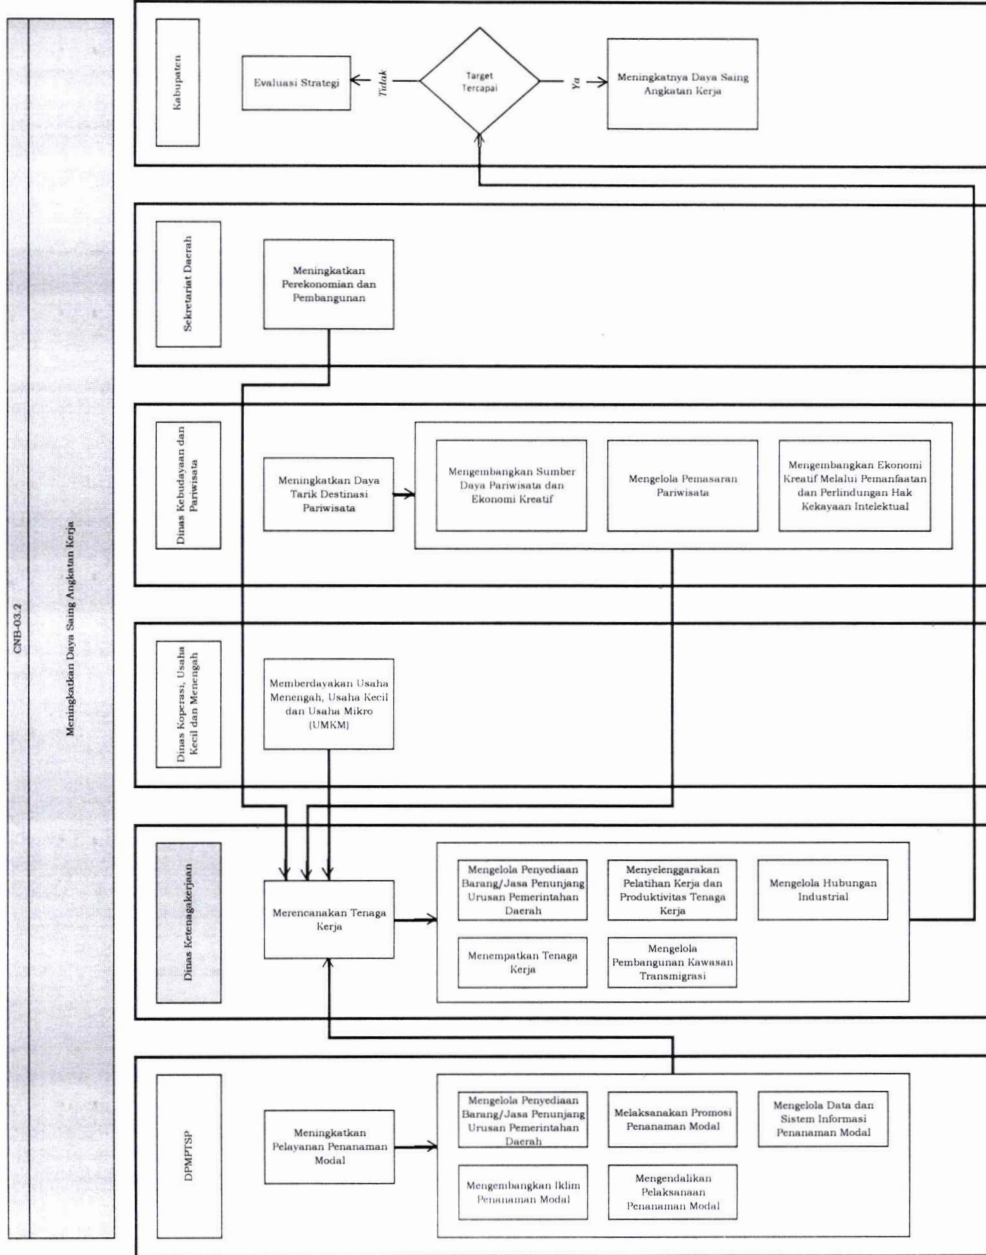 CNB-03.2
Meningkatkan Daya Saing Angkatan Kerja
Kabupaten
Evaluasi Strategi
Tidak
Target
Tercapai
Ya
Meningkatnya Daya Saing
Angkatan Kerja
Sekretariat Daerah
Meningkatkan
Perekonomian dan
Pembangunan
Dinas Kebudayaan dan
Pariwisata
Meningkatkan Daya
Tarik Destinasi
Pariwisata
Mengembangkan Sumber
Daya Pariwisata dan
Ekonomi Kreatif
Mengelola Pemasaran
Pariwisata
Mengembangkan Ekonomi
Kreatif Melalui Pemanfaatan
dan Perlindungan Hak
Kekayaan Intelektual
Dinas Koperasi, Usaha
Kecil dan Menengah
Memberdayakan Usaha
Menengah, Usaha Kecil
dan Usaha Mikro
(UMKM)
Dinas Ketenagakerjaan
Merencanakan Tenaga
Kerja
Mengelola Penyediaan
Barang/Jasa Penunjang
Urusan Pemerintahan
Daerah
Menyelenggarakan
Pelatihan Kerja dan
Produktivitas Tenaga
Kerja
Mengelola Hubungan
Industrial
Menempatkan Tenaga
Kerja
Mengelola
Pembangunan Kawasan
Transmigrasi
DPMPTSP
Meningkatkan
Pelayanan Penanaman
Modal
Mengelola Penyediaan
Barang/Jasa Penunjang
Urusan Pemerintahan
Daerah
Melaksanakan Promosi
Penanaman Modal
Mengelola Data dan
Sistem Informasi
Penanaman Modal
Mengembangkan Iklim
Penanaman Modal
Mengendalikan
Pelaksanaan
Penanaman Modal